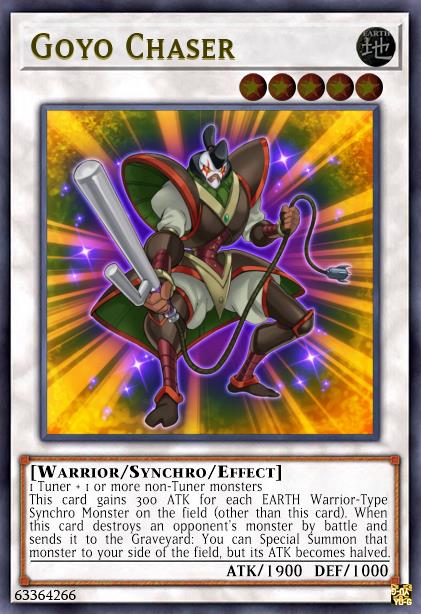 GOYO CHASER
EARTH
地
[WARRIOR/SYNCHRO/EFFECT]
1 Tuner + 1 or more non-Tuner monsters
This card gains 300 ATK for each EARTH Warrior-Type
Synchro Monster on the field (other than this card). When
this card destroys an opponent's monster by battle and
sends it to the Graveyard: You can Special Summon that
monster to your side of the field, but its ATK becomes halved.
ATK/1900 DEF/1000
63364266